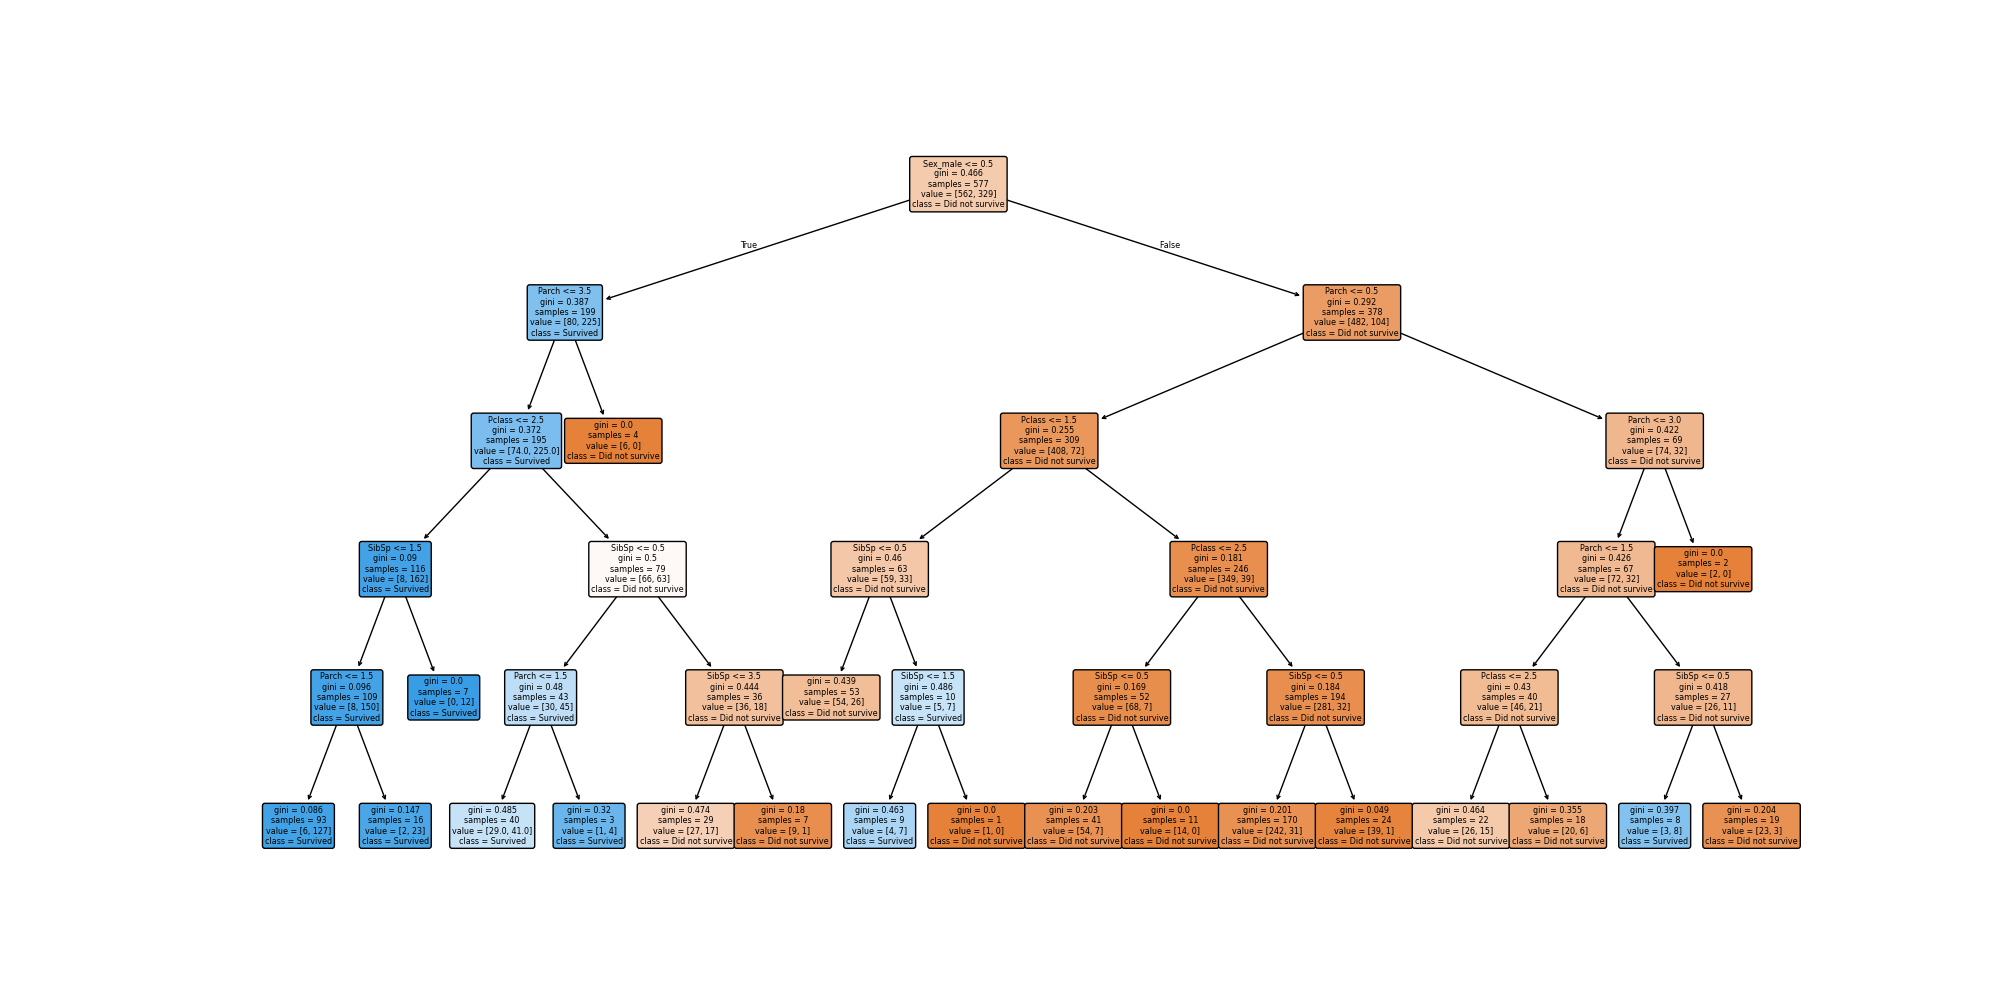 Sex_male <= 0.5
gini = 0.466
samples = 577
value = [562, 329]
class = Did not survive
True
False
Parch <= 3.5
gini = 0.387
samples = 199
value = [80, 225]
class = Survived
Parch <= 0.5
gini = 0.292
samples = 378
value = [482, 104]
class = Did not survive
Pclass <= 2.5
gini = 0.372
samples = 195
value = [74.0, 225.0]
class = Survived
gini = 0.0
samples = 4
value = [6, 0]
class = Did not survive
Pclass <= 1.5
gini = 0.255
samples = 309
value = [408, 72]
class = Did not survive
Parch <= 3.0
gini = 0.422
samples = 69
value = [74, 32]
class = Did not survive
SibSp <= 1.5
gini = 0.09
samples = 116
value = [8, 162]
class = Survived
SibSp <= 0.5
gini = 0.5
samples = 79
value = [66, 63]
class = Did not survive
SibSp <= 0.5
gini = 0.46
samples = 63
value = [59, 33]
class = Did not survive
Pclass <= 2.5
gini = 0.181
samples = 246
value = [349, 39]
class = Did not survive
Parch <= 1.5
gini = 0.426
samples = 67
value = [72, 32]
class = Did not survive
gini = 0.0
samples = 2
value = [2, 0]
class = Did not survive
Parch <= 1.5
gini = 0.096
samples = 109
value = [8, 150]
class = Survived
gini = 0.0
samples = 7
value = [0, 12]
class = Survived
Parch <= 1.5
gini = 0.48
samples = 43
value = [30, 45]
class = Survived
SibSp <= 3.5
gini = 0.444
samples = 36
value = [36, 18]
class = Did not survive
gini = 0.439
samples = 53
value = [54, 26]
class = Did not survive
SibSp <= 1.5
gini = 0.486
samples = 10
value = [5, 7]
class = Survived
SibSp <= 0.5
gini = 0.169
samples = 52
value = [68, 7]
class = Did not survive
SibSp <= 0.5
gini = 0.184
samples = 194
value = [281, 32]
class = Did not survive
Pclass <= 2.5
gini = 0.43
samples = 40
value = [46, 21]
class = Did not survive
SibSp <= 0.5
gini = 0.418
samples = 27
value = [26, 11]
class = Did not survive
gini = 0.086
samples = 93
value = [6, 127]
class = Survived
gini = 0.147
samples = 16
value = [2, 23]
class = Survived
gini = 0.485
samples = 40
value = [29.0, 41.0]
class = Survived
gini = 0.32
samples = 3
value = [1, 4]
class = Survived
gini = 0.474
samples = 29
value = [27, 17]
class = Did not survive
gini = 0.18
samples = 7
value = [9, 1]
class = Did not survive
gini = 0.463
samples = 9
value = [4, 7]
class = Survived
gini = 0.0
samples = 1
value = [1, 0]
class = Did not survive
gini = 0.203
samples = 41
value = [54, 7]
class = Did not survive
gini = 0.0
samples = 11
value = [14, 0]
class = Did not survive
gini = 0.201
samples = 170
value = [242, 31]
class = Did not survive
gini = 0.049
samples = 24
value = [39, 1]
class = Did not survive
gini = 0.464
samples = 22
value = [26, 15]
class = Did not survive
gini = 0.355
samples = 18
value = [20, 6]
class = Did not survive
gini = 0.397
samples = 8
value = [3, 8]
class = Survived
gini = 0.204
samples = 19
value = [23, 3]
class = Did not survive